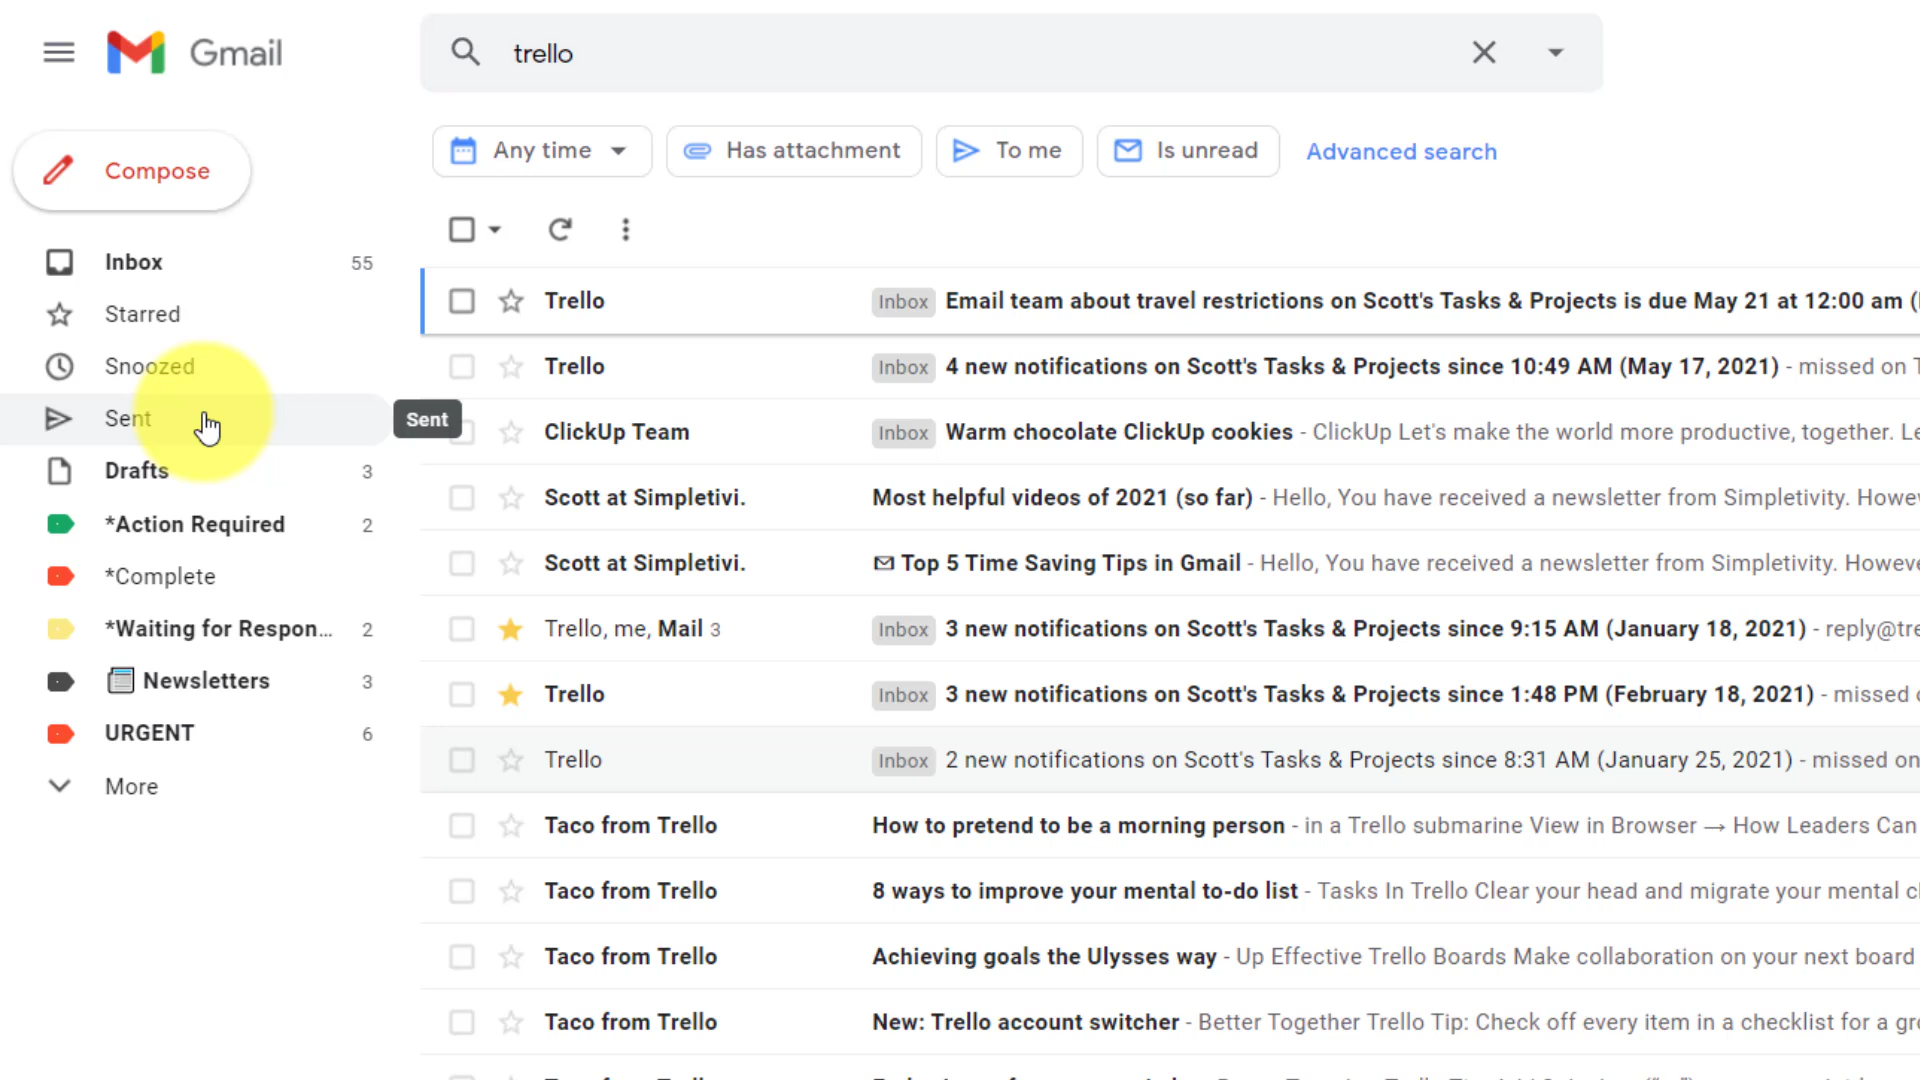 Gmail
trello
Any time
Has attachment
To me
Is unread
Advanced search
Compose
Inbox 55
Starred
Snoozed
Sent
Sent
Drafts 3
*Action Required 2
*Complete
*Waiting for Respon... 2
Newsletters 3
URGENT 6
More
Trello Inbox Email team about travel restrictions on Scott's Tasks & Projects is due May 21 at 12:00 am (
Trello Inbox 4 new notifications on Scott's Tasks & Projects since 10:49 AM (May 17, 2021) - missed on
ClickUp Team Inbox Warm chocolate ClickUp cookies - ClickUp Let's make the world more productive, together.
Scott at Simpletivi. Most helpful videos of 2021 (so far) - Hello, You have received a newsletter from Simpletivity.
Scott at Simpletivi. Top 5 Time Saving Tips in Gmail - Hello, You have received a newsletter from Simpletivity.
Trello, me, Mail 3 Inbox 3 new notifications on Scott's Tasks & Projects since 9:15 AM (January 18, 2021) -
Trello Inbox 3 new notifications on Scott's Tasks & Projects since 1:48 PM (February 18, 2021) - missed
Trello Inbox 2 new notifications on Scott's Tasks & Projects since 8:31 AM (January 25, 2021) - missed on
Taco from Trello How to pretend to be a morning person - in a Trello submarine View in Browser → How Leaders Can
Taco from Trello 8 ways to improve your mental to-do list - Tasks In Trello Clear your head and migrate your mental
Taco from Trello Achieving goals the Ulysses way - Up Effective Trello Boards Make collaboration on your next board
Taco from Trello New: Trello account switcher - Better Together Trello Tip: Check off every item in a checklist for a